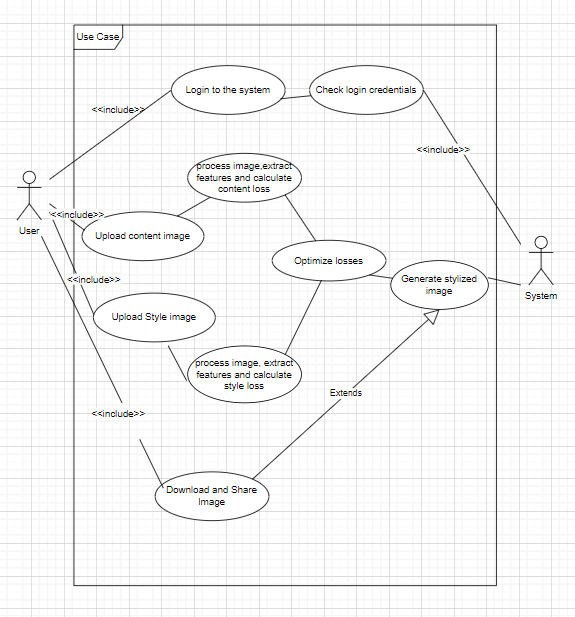 Use Case
Login to the system
Check login credentials
<<include>>
<<include>>
process image,extract
features and calculate
content loss
User
<<include>>
Upload content image
Optimize losses
<<include>>
Generate stylized
image
System
Upload Style image
process image, extract
features and calculate
style loss
Extends
<<include>>
Download and Share
Image